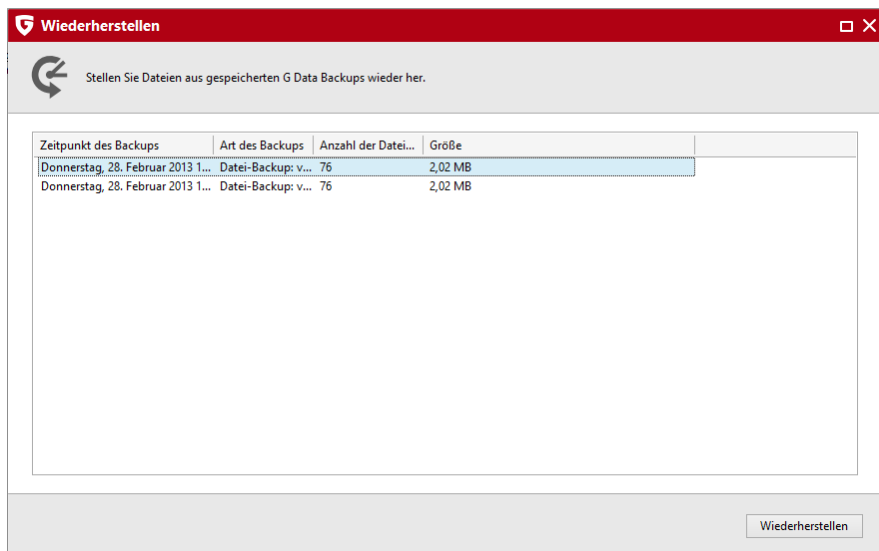 Wiederherstellen
Stellen Sie Dateien aus gespeicherten G Data Backups wieder her.
Zeitpunkt des Backups Art des Backups Anzahl der Datei... Größe
Donnerstag, 28. Februar 2013 1... Datei-Backup: v... 76 2,02 MB
Donnerstag, 28. Februar 2013 1... Datei-Backup: v... 76 2,02 MB
Wiederherstellen